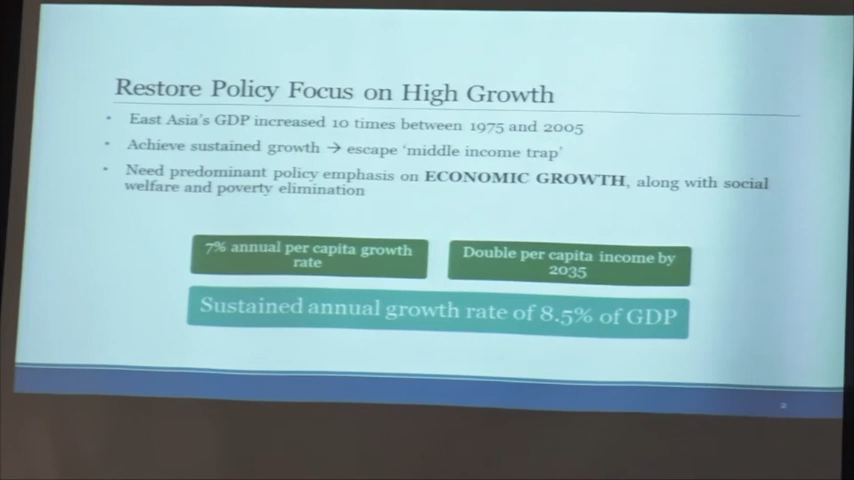 Restore Policy Focus on High Growth
• East Asia's GDP increased 10 times between 1975 and 2005
• Achieve sustained growth → escape 'middle income trap'
• Need predominant policy emphasis on ECONOMIC GROWTH, along with social
welfare and poverty elimination
7% annual per capita growth
rate
Double per capita income by
2035
Sustained annual growth rate of 8.5% of GDP
2